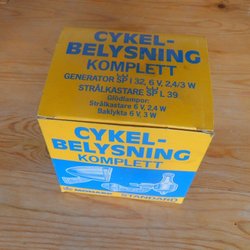 CYKEL-
BELYSNING
KOMPLETT
GENERATOR SP I 32, 6 V, 2,4/3 W
STRÅLKASTARE SP L 39
Glödlampor:
Strålkastare 6 V, 2,4 W
Baklykta 6 V, 3 W
CYKEL-
BELYSNING
KOMPLETT
STANDARD